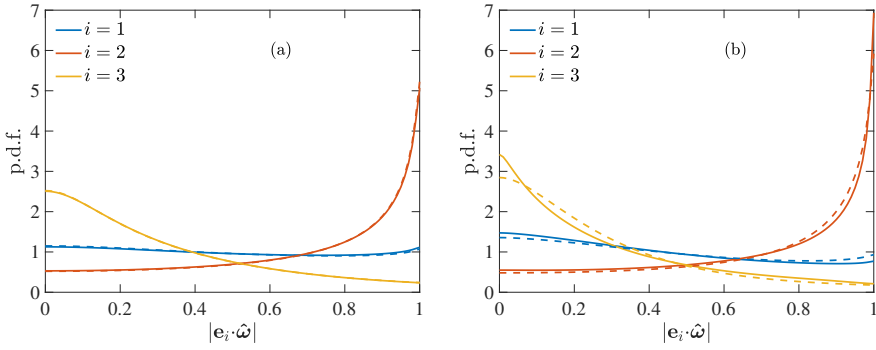 7
6
5
4
3
2
1
0
p.d.f.
i = 1
i = 2
i = 3
(a)
0 0.2 0.4 0.6 0.8 1
|e_i·ω̂|
7
6
5
4
3
2
1
0
p.d.f.
i = 1
i = 2
i = 3
(b)
0 0.2 0.4 0.6 0.8 1
|e_i·ω̂|